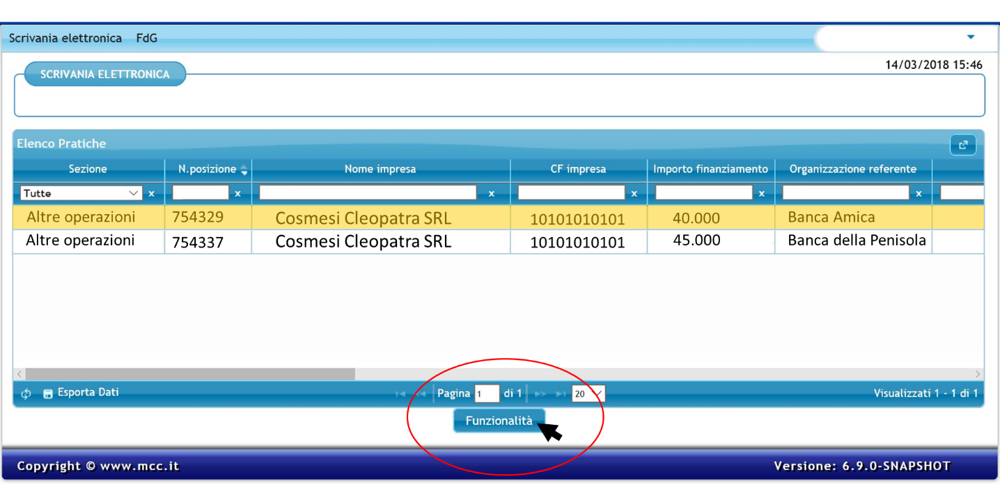 Scrivania elettronica FdG
14/03/2018 15:46
SCRIVANIA ELETTRONICA
Elenco Pratiche
Sezione N.posizione Nome impresa CF impresa Importo finanziamento Organizzazione referente
Tutte x x x x x x
Altre operazioni 754329 Cosmesi Cleopatra SRL 10101010101 40.000 Banca Amica
Altre operazioni 754337 Cosmesi Cleopatra SRL 10101010101 45.000 Banca della Penisola
Esporta Dati Pagina 1 di 1 20 Visualizzati 1 - 1 di 1
Funzionalità
Copyright © www.mcc.it Versione: 6.9.0-SNAPSHOT